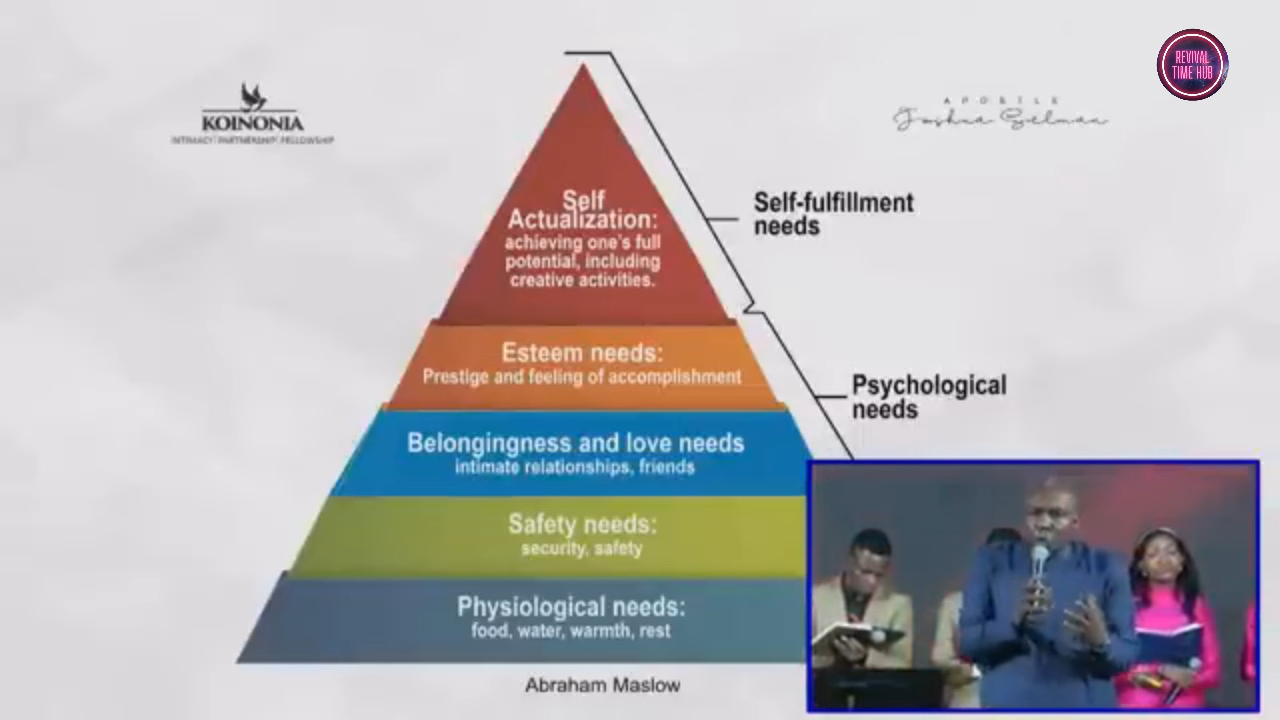 REVIVAL
TIME HUB
KOINONIA
INTIMACY PARTNERSHIP FELLOWSHIP
APOSTLE
Joshua Selman
Self
Actualization:
achieving one's full
potential, including
creative activities.
Self-fulfillment
needs
Esteem needs:
Prestige and feeling of accomplishment
Psychological
needs
Belongingness and love needs
intimate relationships, friends
Safety needs:
security, safety
Physiological needs:
food, water, warmth, rest
Abraham Maslow